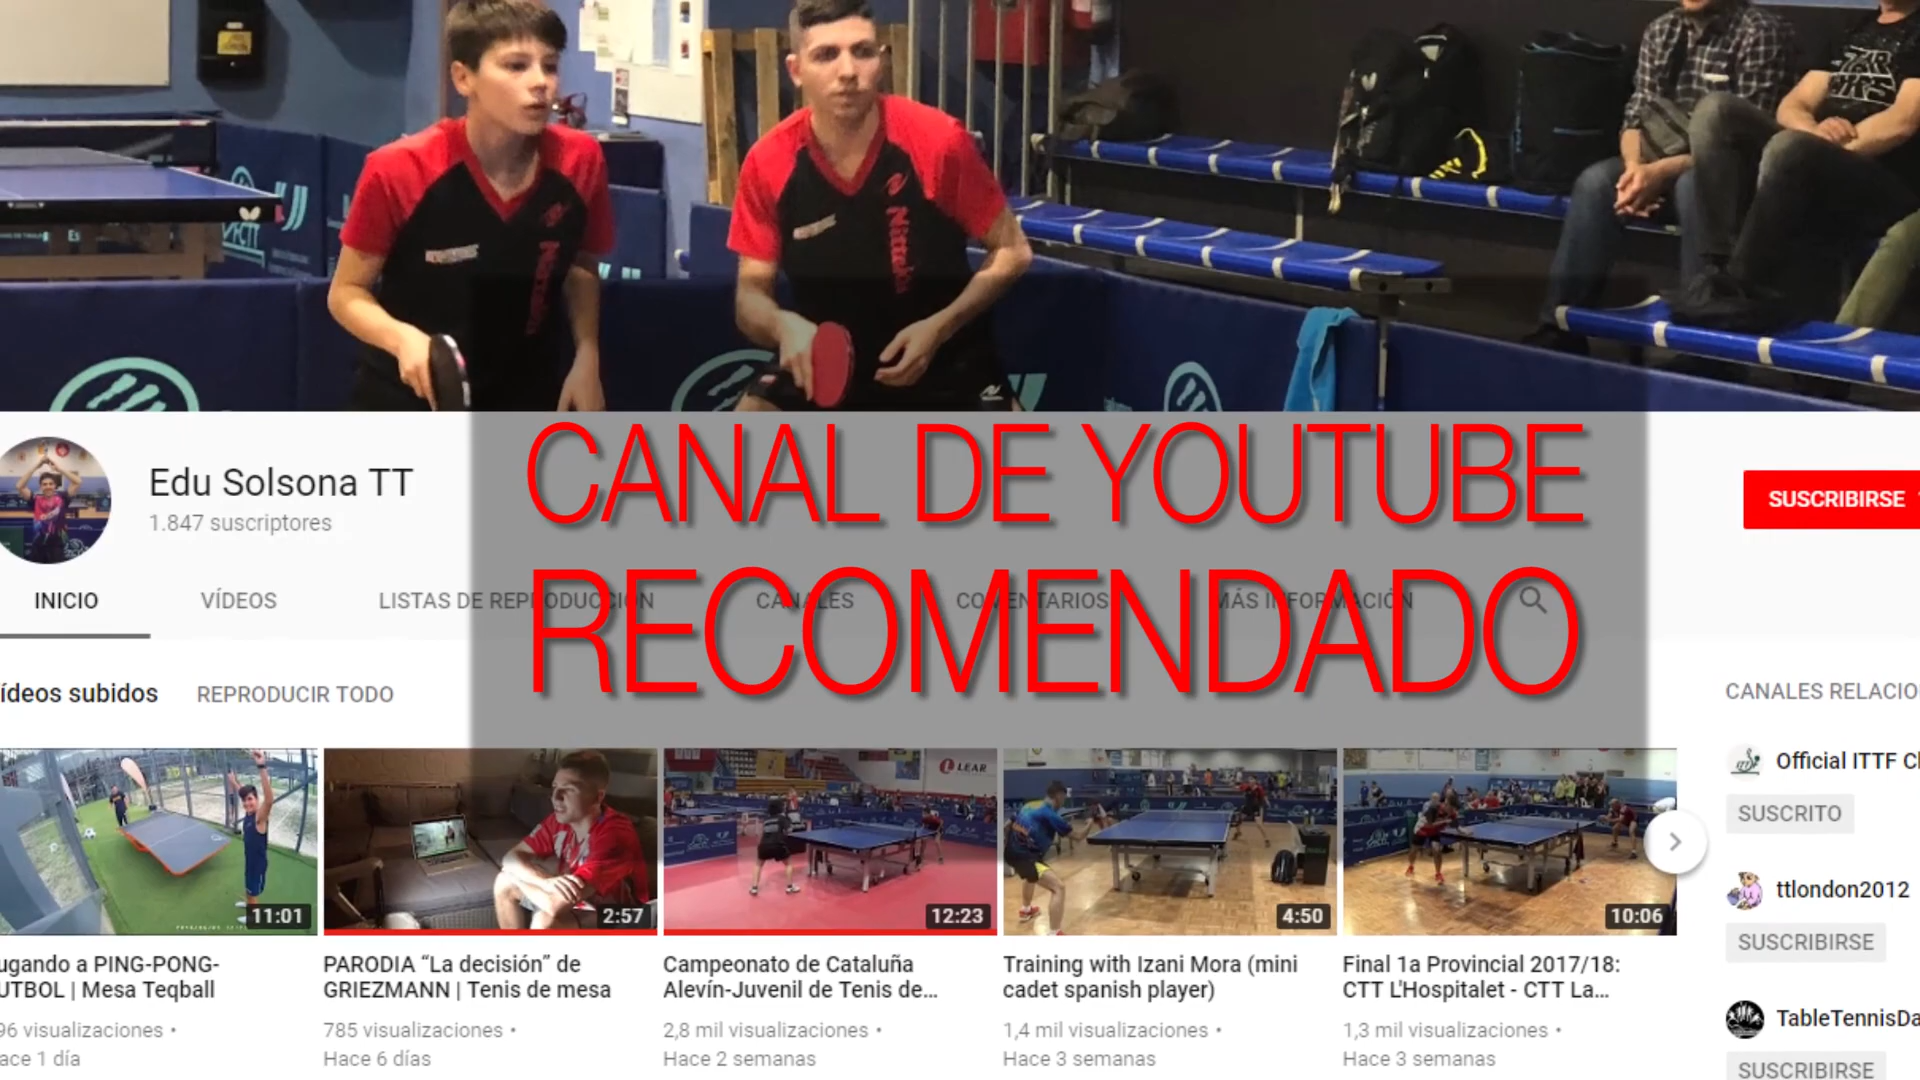 Nittaku
Edu Solsona TT
1.847 suscriptores
CANAL DE YOUTUBE
RECOMENDADO
SUSCRIBIRSE
INICIO
VÍDEOS
LISTAS DE REPRODUCCIÓN
CANALES
COMENTARIOS
MÁS INFORMACIÓN
ídeos subidos
REPRODUCIR TODO
LEAR
11:01
2:57
12:23
4:50
10:06
ugando a PING-PONG-
UTBOL | Mesa Teqball
96 visualizaciones •
ace 1 día
PARODIA “La decisión” de
GRIEZMANN | Tenis de mesa
785 visualizaciones •
Hace 6 días
Campeonato de Cataluña
Alevín-Juvenil de Tenis de...
2,8 mil visualizaciones •
Hace 2 semanas
Training with Izani Mora (mini
cadet spanish player)
1,4 mil visualizaciones •
Hace 3 semanas
Final 1a Provincial 2017/18:
CTT L'Hospitalet - CTT La...
1,3 mil visualizaciones •
Hace 3 semanas
CANALES RELACIO
Official ITTF Ch
SUSCRITO
ttlondon2012
SUSCRIBIRSE
TableTennisDa
SUSCRIBIRSE